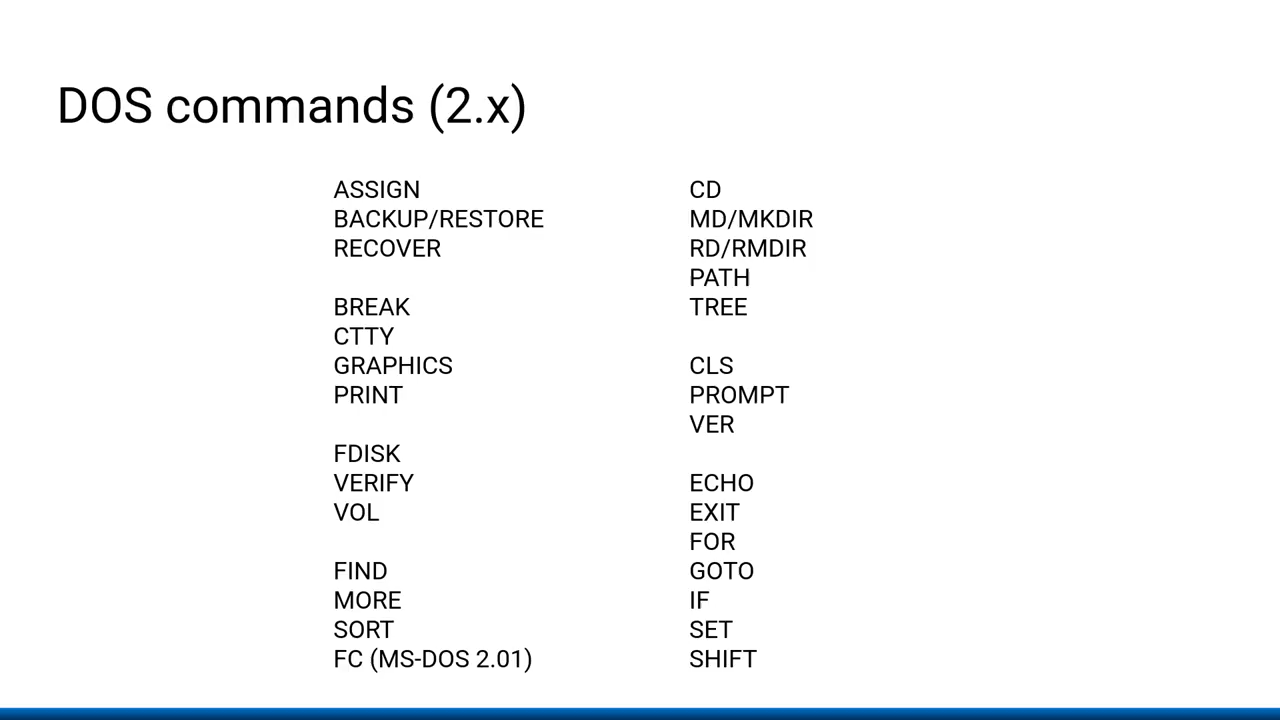 DOS commands (2.x)
ASSIGN
BACKUP/RESTORE
RECOVER
BREAK
CTTY
GRAPHICS
PRINT
FDISK
VERIFY
VOL
FIND
MORE
SORT
FC (MS-DOS 2.01)
CD
MD/MKDIR
RD/RMDIR
PATH
TREE
CLS
PROMPT
VER
ECHO
EXIT
FOR
GOTO
IF
SET
SHIFT